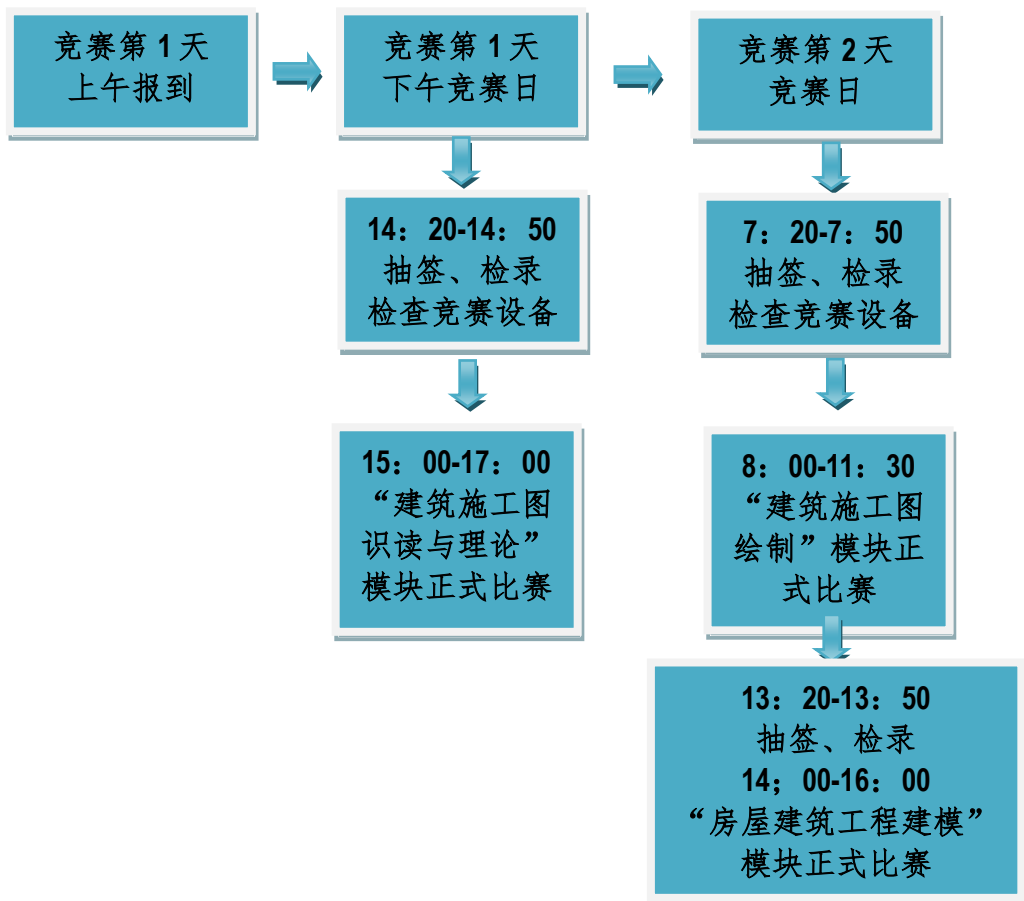 竞赛第 1 天
上午报到
竞赛第 1 天
下午竞赛日
竞赛第 2 天
竞赛日
14：20-14：50
抽签、检录
检查竞赛设备
7：20-7：50
抽签、检录
检查竞赛设备
15：00-17：00
“建筑施工图
识读与理论”
模块正式比赛
8：00-11：30
“建筑施工图
绘制”模块正
式比赛
13：20-13：50
抽签、检录
14；00-16：00
“房屋建筑工程建模”
模块正式比赛